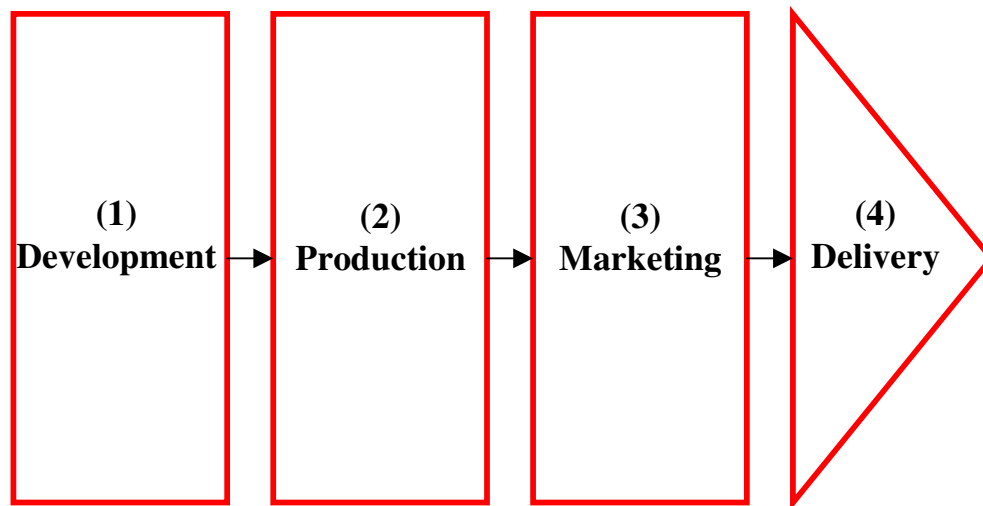 (1)
Development
(2)
Production
(3)
Marketing
(4)
Delivery